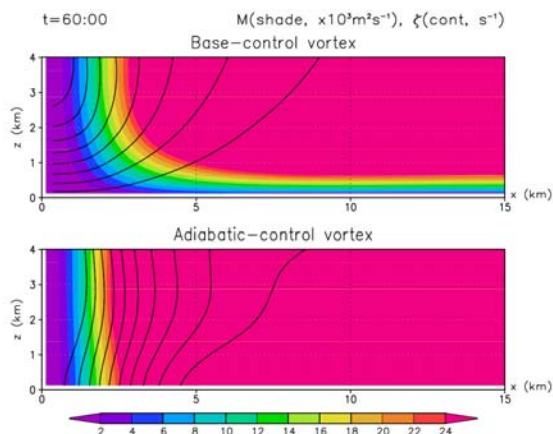 t=60:00 M(shade, x10³m²s⁻¹), ζ(cont, s⁻¹)
Base-control vortex
4
3
2
1
0
z (km)
0 5 10 15
x (km)
Adiabatic-control vortex
4
3
2
1
0
z (km)
0 5 10 15
x (km)
2 4 6 8 10 12 14 16 18 20 22 24